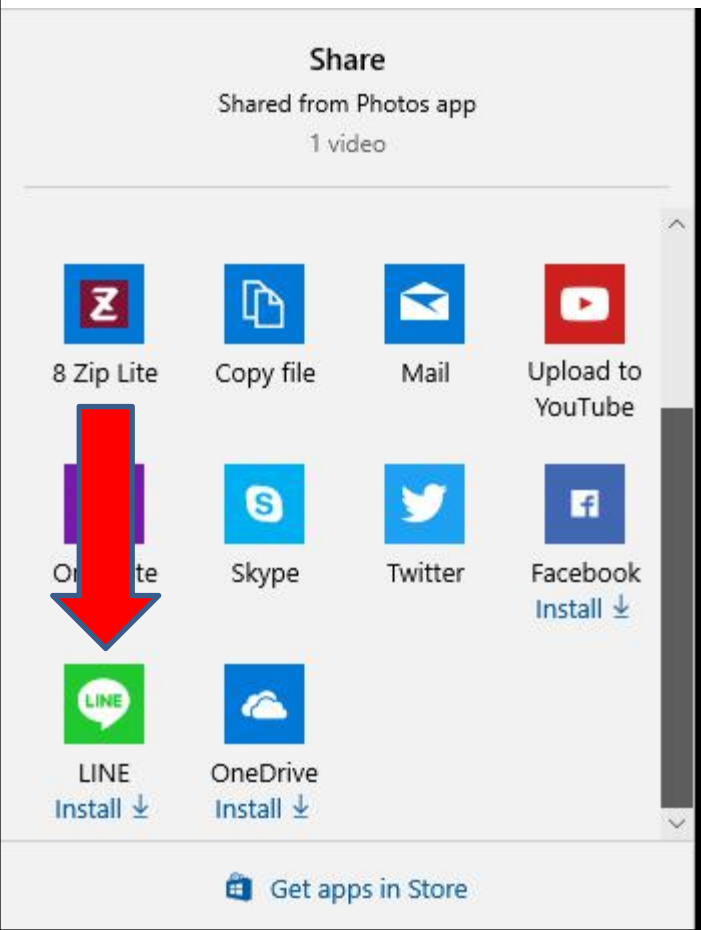 Share
Shared from Photos app
1 video
8 Zip Lite
Copy file
Mail
Upload to
YouTube
Skype
Twitter
Facebook
Install
LINE
LINE
OneDrive
Install
Install
Get apps in Store